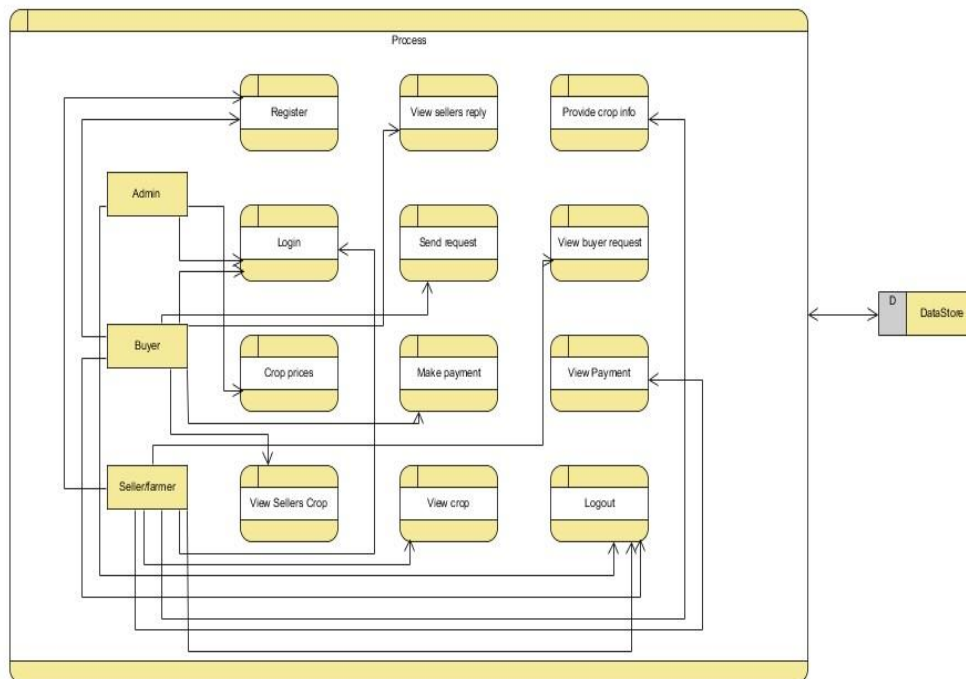 Process
Register
View sellers reply
Provide crop info
Admin
Login
Send request
View buyer request
D
DataStore
Buyer
Crop prices
Make payment
View Payment
Seller/farmer
View Sellers Crop
View crop
Logout